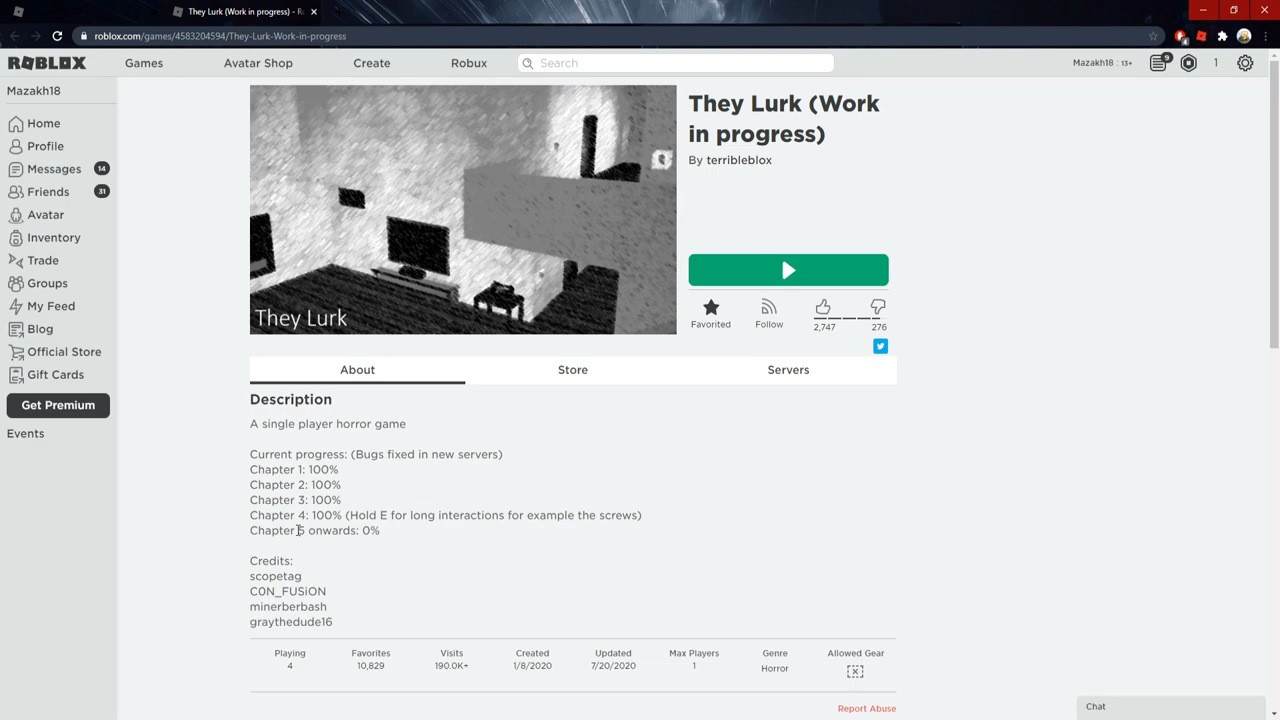 They Lurk (Work in progress) - Ro
roblox.com/games/4583204594/They-Lurk-Work-in-progress
ROBLOX
Games
Avatar Shop
Create
Robux
Search
Mazakh18 : 13+
9
1
Mazakh18
Home
Profile
Messages 14
Friends 31
Avatar
Inventory
Trade
Groups
My Feed
Blog
Official Store
Gift Cards
Get Premium
Events
They Lurk
They Lurk (Work
in progress)
By terribleblox
Favorited
Follow
2,747
276
About
Store
Servers
Description
A single player horror game
Current progress: (Bugs fixed in new servers)
Chapter 1: 100%
Chapter 2: 100%
Chapter 3: 100%
Chapter 4: 100% (Hold E for long interactions for example the screws)
Chapter 5 onwards: 0%
Credits:
scopetag
C0N_FUSiON
minerberbash
graythedude16
Playing
Favorites
Visits
Created
Updated
Max Players
Genre
Allowed Gear
4
10,829
190.0K+
1/8/2020
7/20/2020
1
Horror
Report Abuse
Chat